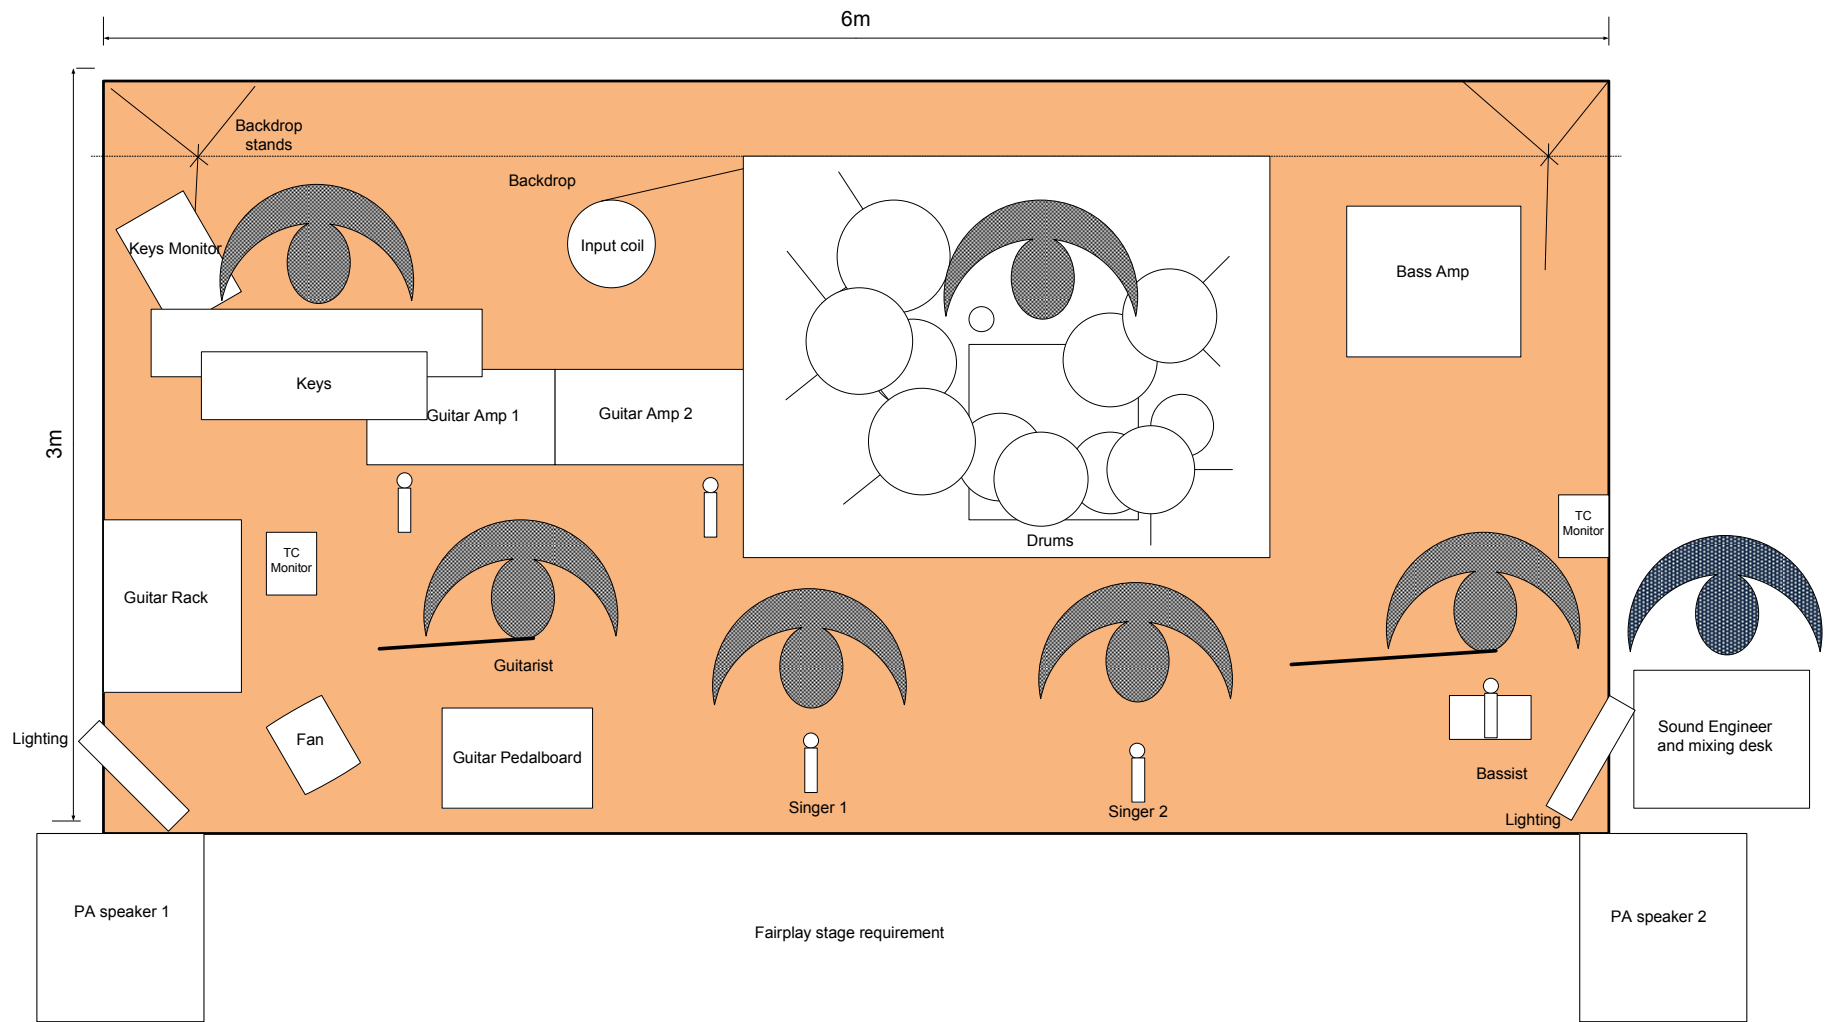 6m
Backdrop
stands
Backdrop
Keys Monitor
Input coil
Bass Amp
Keys
Guitar Amp 1
Guitar Amp 2
3m
TC
Monitor
Drums
TC
Monitor
Guitar Rack
Guitarist
Lighting
Fan
Guitar Pedalboard
Singer 1
Singer 2
Bassist
Lighting
Sound Engineer
and mixing desk
PA speaker 1
Fairplay stage requirement
PA speaker 2